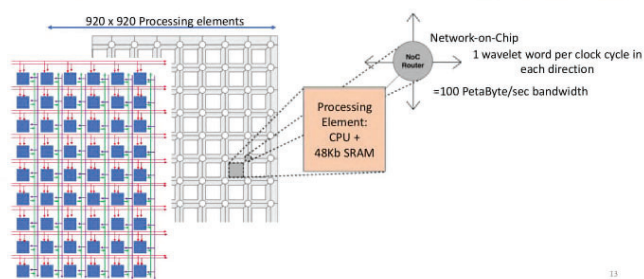 920 x 920 Processing elements
NoC
Router
Network-on-Chip
1 wavelet word per clock cycle in
each direction
=100 PetaByte/sec bandwidth
Processing
Element:
CPU +
48Kb SRAM
13